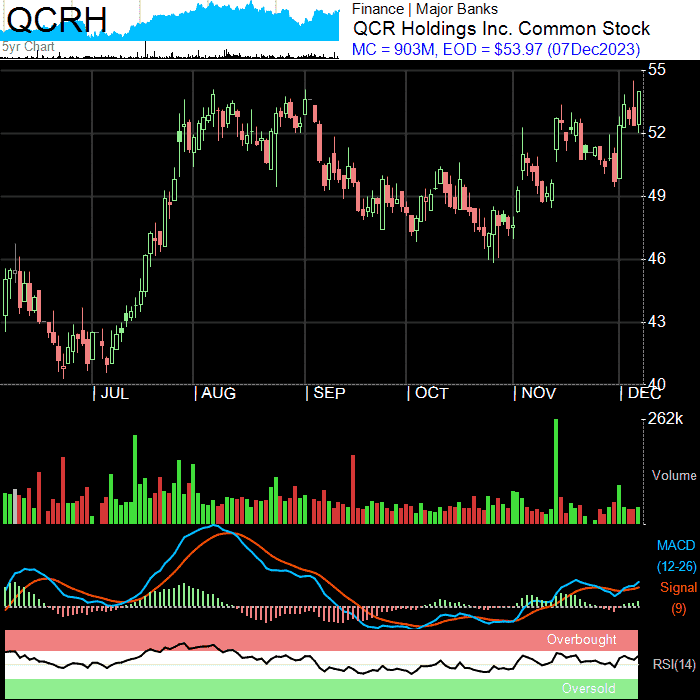 QCRH
5yr Chart
Finance | Major Banks
QCR Holdings Inc. Common Stock
MC = 903M, EOD = $53.97 (07Dec2023)
55
52
49
46
43
40
| JUL | AUG | SEP | OCT | NOV | DEC
262k
Volume
MACD
(12-26)
Signal
(9)
Overbought
RSI(14)
Oversold